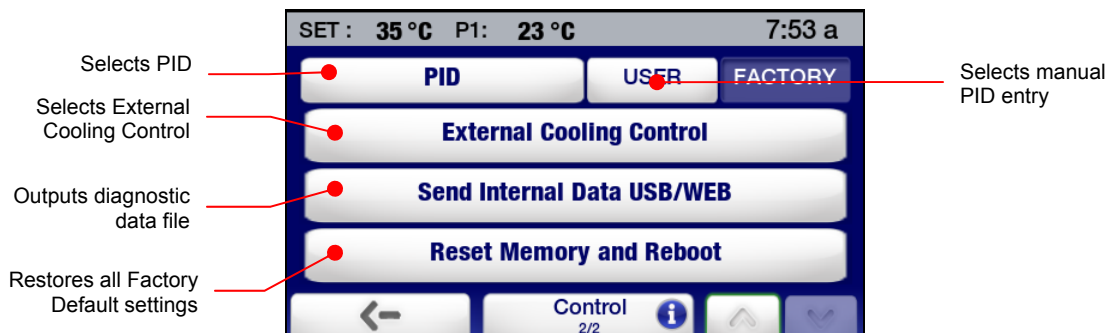 SET : 35 °C P1: 23 °C 7:53 a
Selects PID
PID USER FACTORY
Selects manual
PID entry
Selects External
Cooling Control
External Cooling Control
Outputs diagnostic
data file
Send Internal Data USB/WEB
Restores all Factory
Default settings
Reset Memory and Reboot
Control
2/2